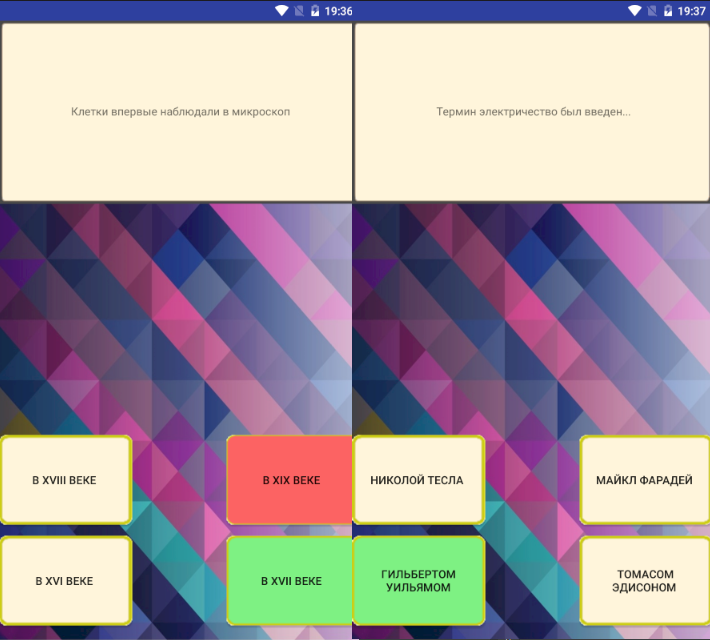 19:36
Клетки впервые наблюдали в микроскоп
В XVIII ВЕКЕ
В XIX ВЕКЕ
В XVI ВЕКЕ
В XVII ВЕКЕ
19:37
Термин электричество был введен...
НИКОЛОЙ ТЕСЛА
МАЙКЛ ФАРАДЕЙ
ГИЛЬБЕРТОМ
УИЛЬЯМОМ
ТОМАСОМ
ЭДИСОНОМ